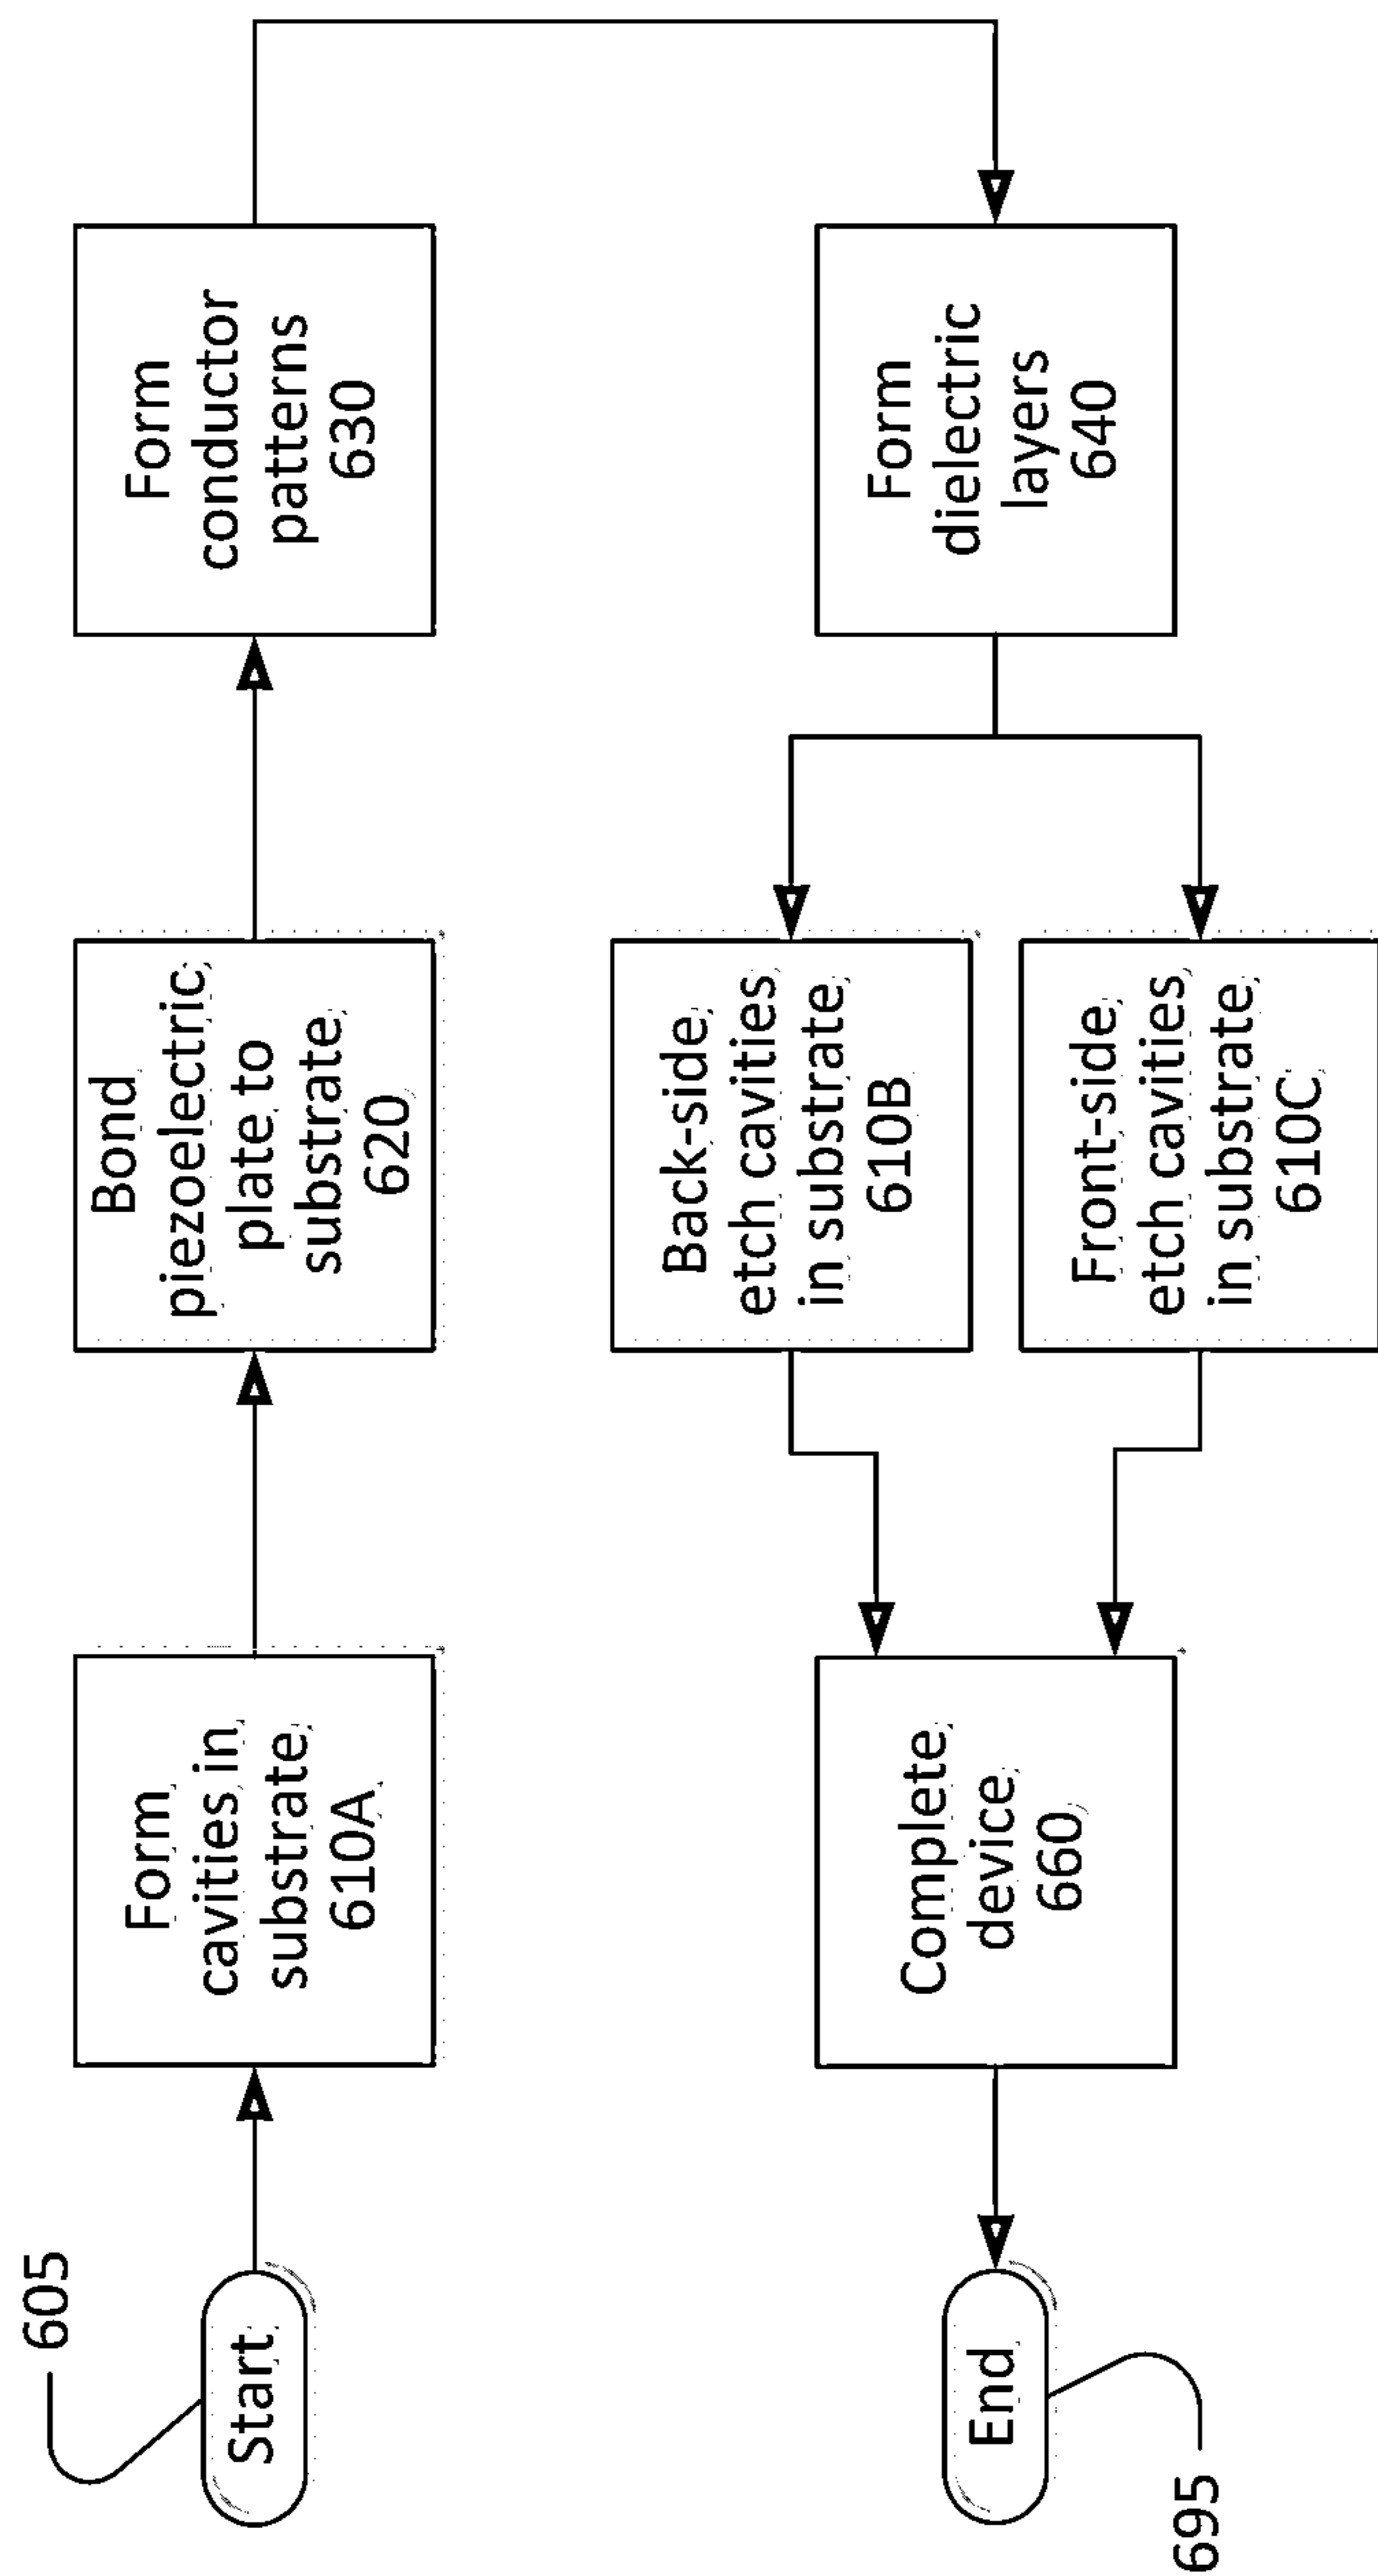 605
Start
Form
cavities in
substrate
610A
Bond
piezoelectric
plate to
substrate
620
Form
conductor
patterns
630
Form
dielectric
layers
640
Back-side
etch cavities
in substrate
610B
Front-side
etch cavities
in substrate
610C
Complete
device
660
End
695